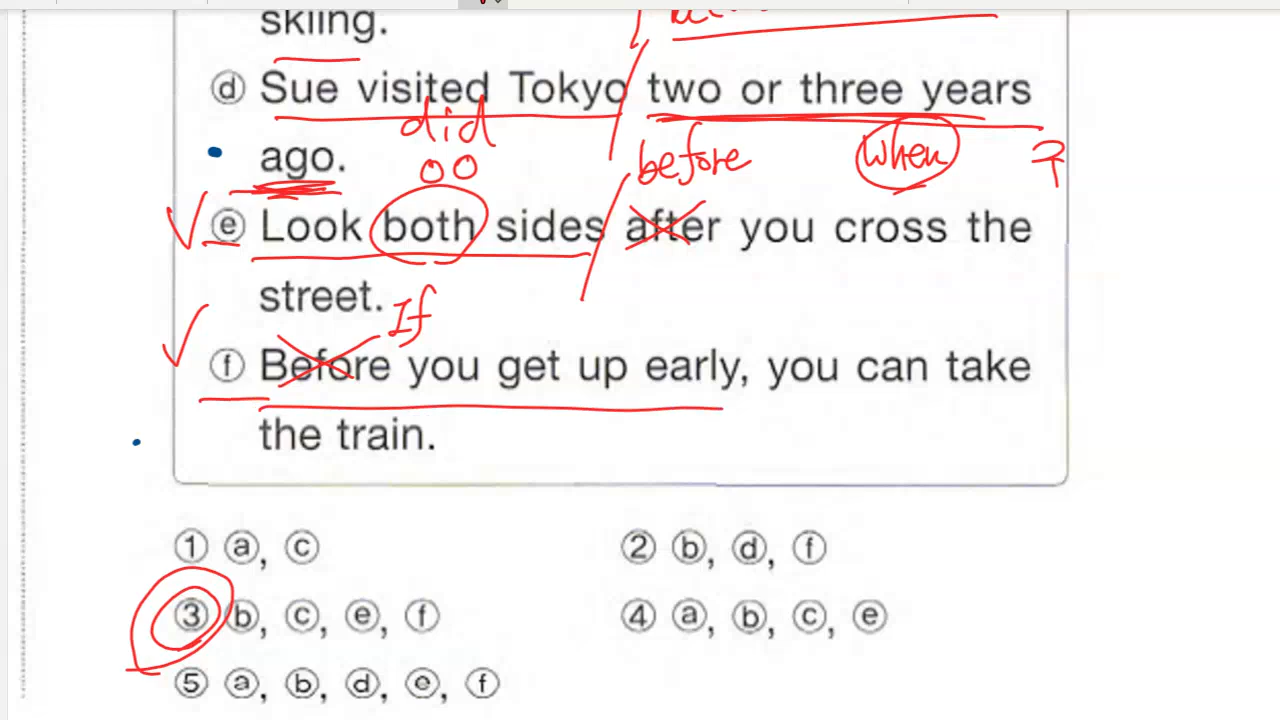 skiing.
ⓓ Sue visited Tokyo two or three years
did
ago.
before
when
ⓔ Look both sides after you cross the
street.
If
ⓕ Before you get up early, you can take
the train.
① ⓐ, ⓒ
② ⓑ, ⓓ, ⓕ
③ ⓑ, ⓒ, ⓔ, ⓕ
④ ⓐ, ⓑ, ⓒ, ⓔ
⑤ ⓐ, ⓑ, ⓓ, ⓔ, ⓕ